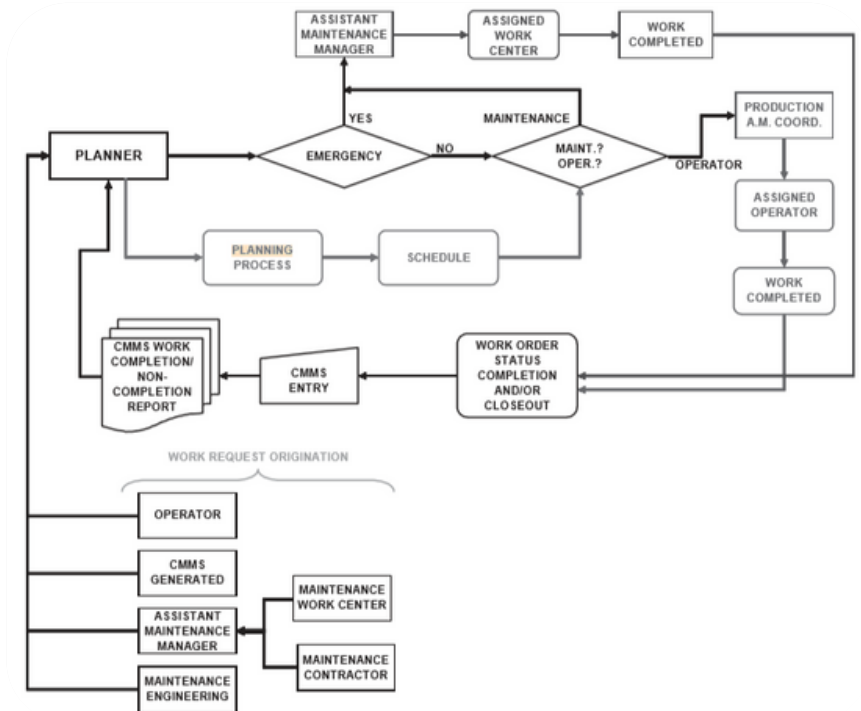 ASSISTANT
MAINTENANCE
MANAGER
ASSIGNED
WORK
CENTER
WORK
COMPLETED
YES
MAINTENANCE
PRODUCTION
A.M. COORD.
PLANNER
EMERGENCY
NO
MAINT.?
OPER.?
OPERATOR
ASSIGNED
OPERATOR
PLANNING
PROCESS
SCHEDULE
WORK
COMPLETED
CMMS WORK
COMPLETION/
NON-
COMPLETION
REPORT
CMMS
ENTRY
WORK ORDER
STATUS
COMPLETION
AND/OR
CLOSEOUT
WORK REQUEST ORIGINATION
OPERATOR
CMMS
GENERATED
ASSISTANT
MAINTENANCE
MANAGER
MAINTENANCE
WORK CENTER
MAINTENANCE
CONTRACTOR
MAINTENANCE
ENGINEERING